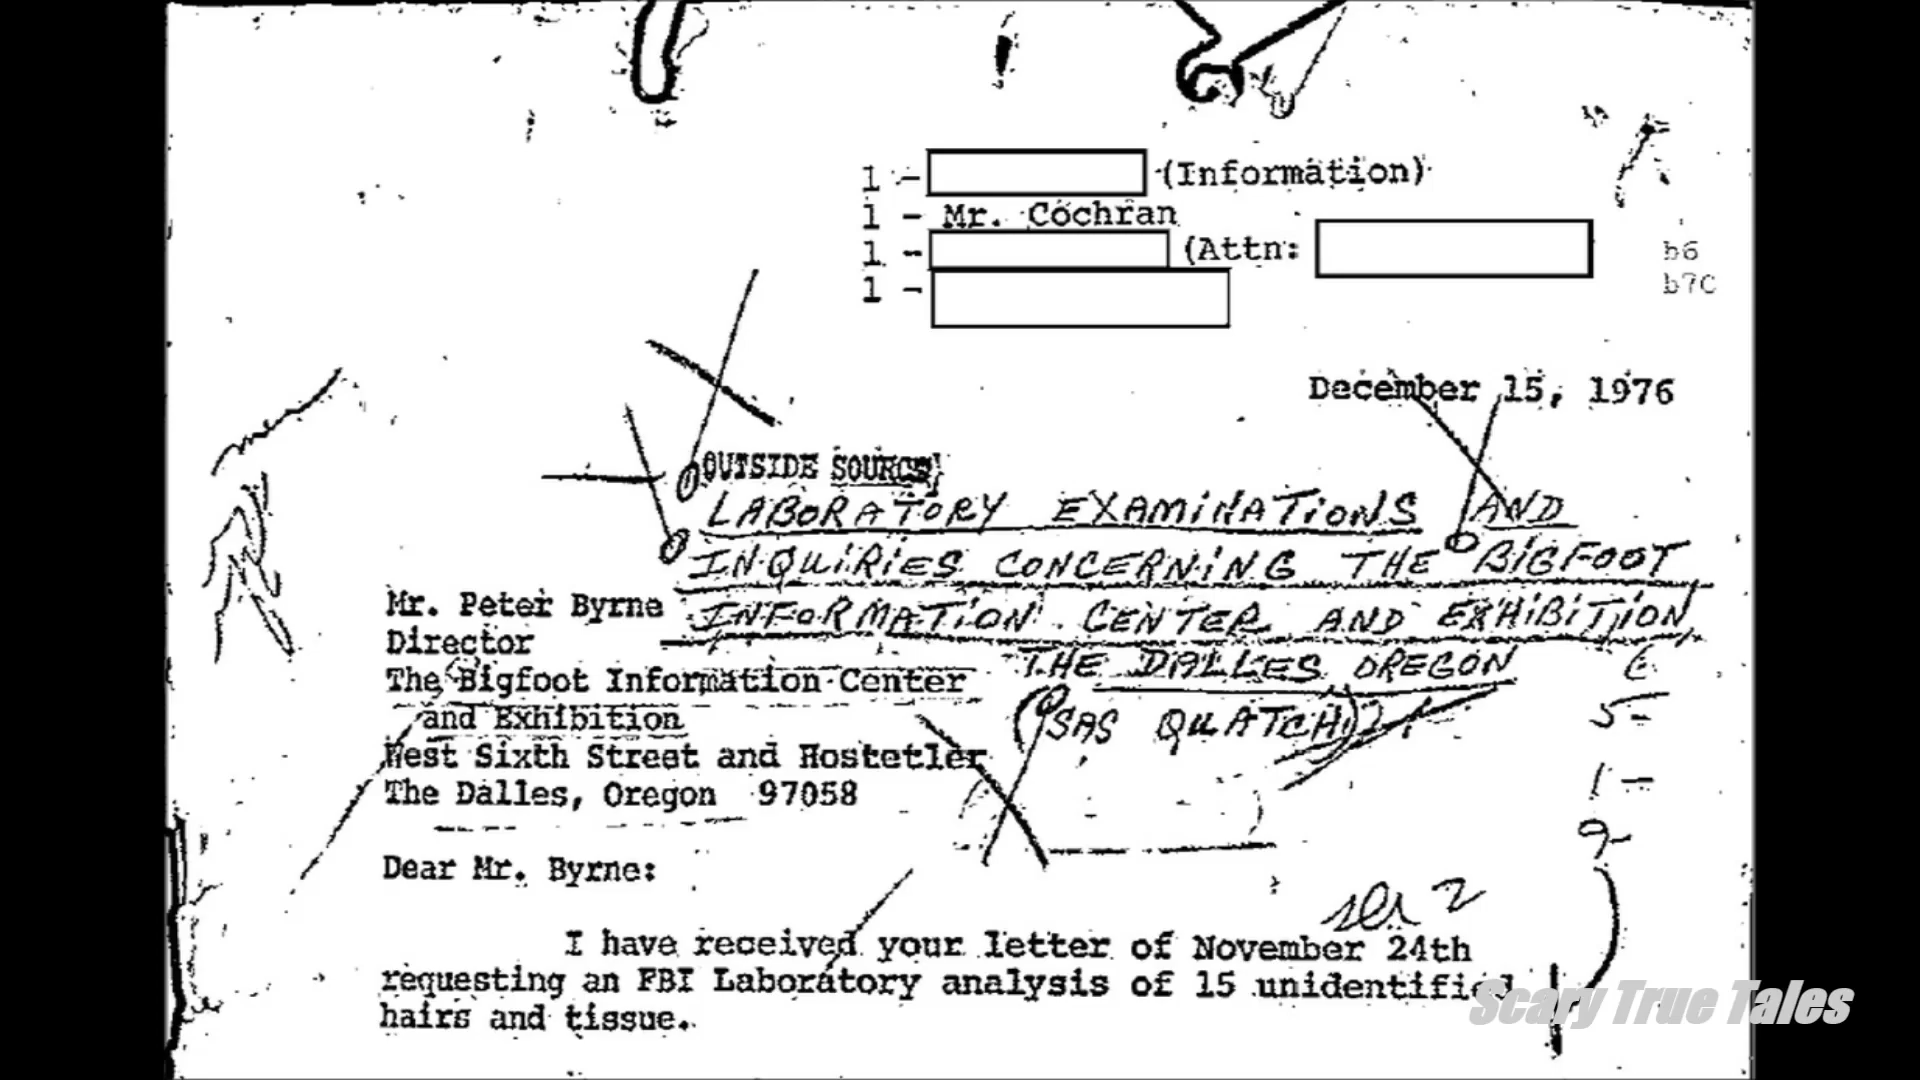 1 - (Information)
1 - Mr. Cochran
1 - (Attn:
1 -
b6
b7C
December 15, 1976
OUTSIDE SOURCE
LABORATORY EXAMINATIONS AND
INQUIRIES CONCERNING THE BIGFOOT
INFORMATION CENTER AND EXHIBITION,
THE DALLES OREGON
(SAS QUATCH)
Mr. Peter Byrne
Director
The Bigfoot Information Center
and Exhibition
West Sixth Street and Hostetler
The Dalles, Oregon 97058
Dear Mr. Byrne:
I have received your letter of November 24th
requesting an FBI Laboratory analysis of 15 unidentified
hairs and tissue.
Scary True Tales